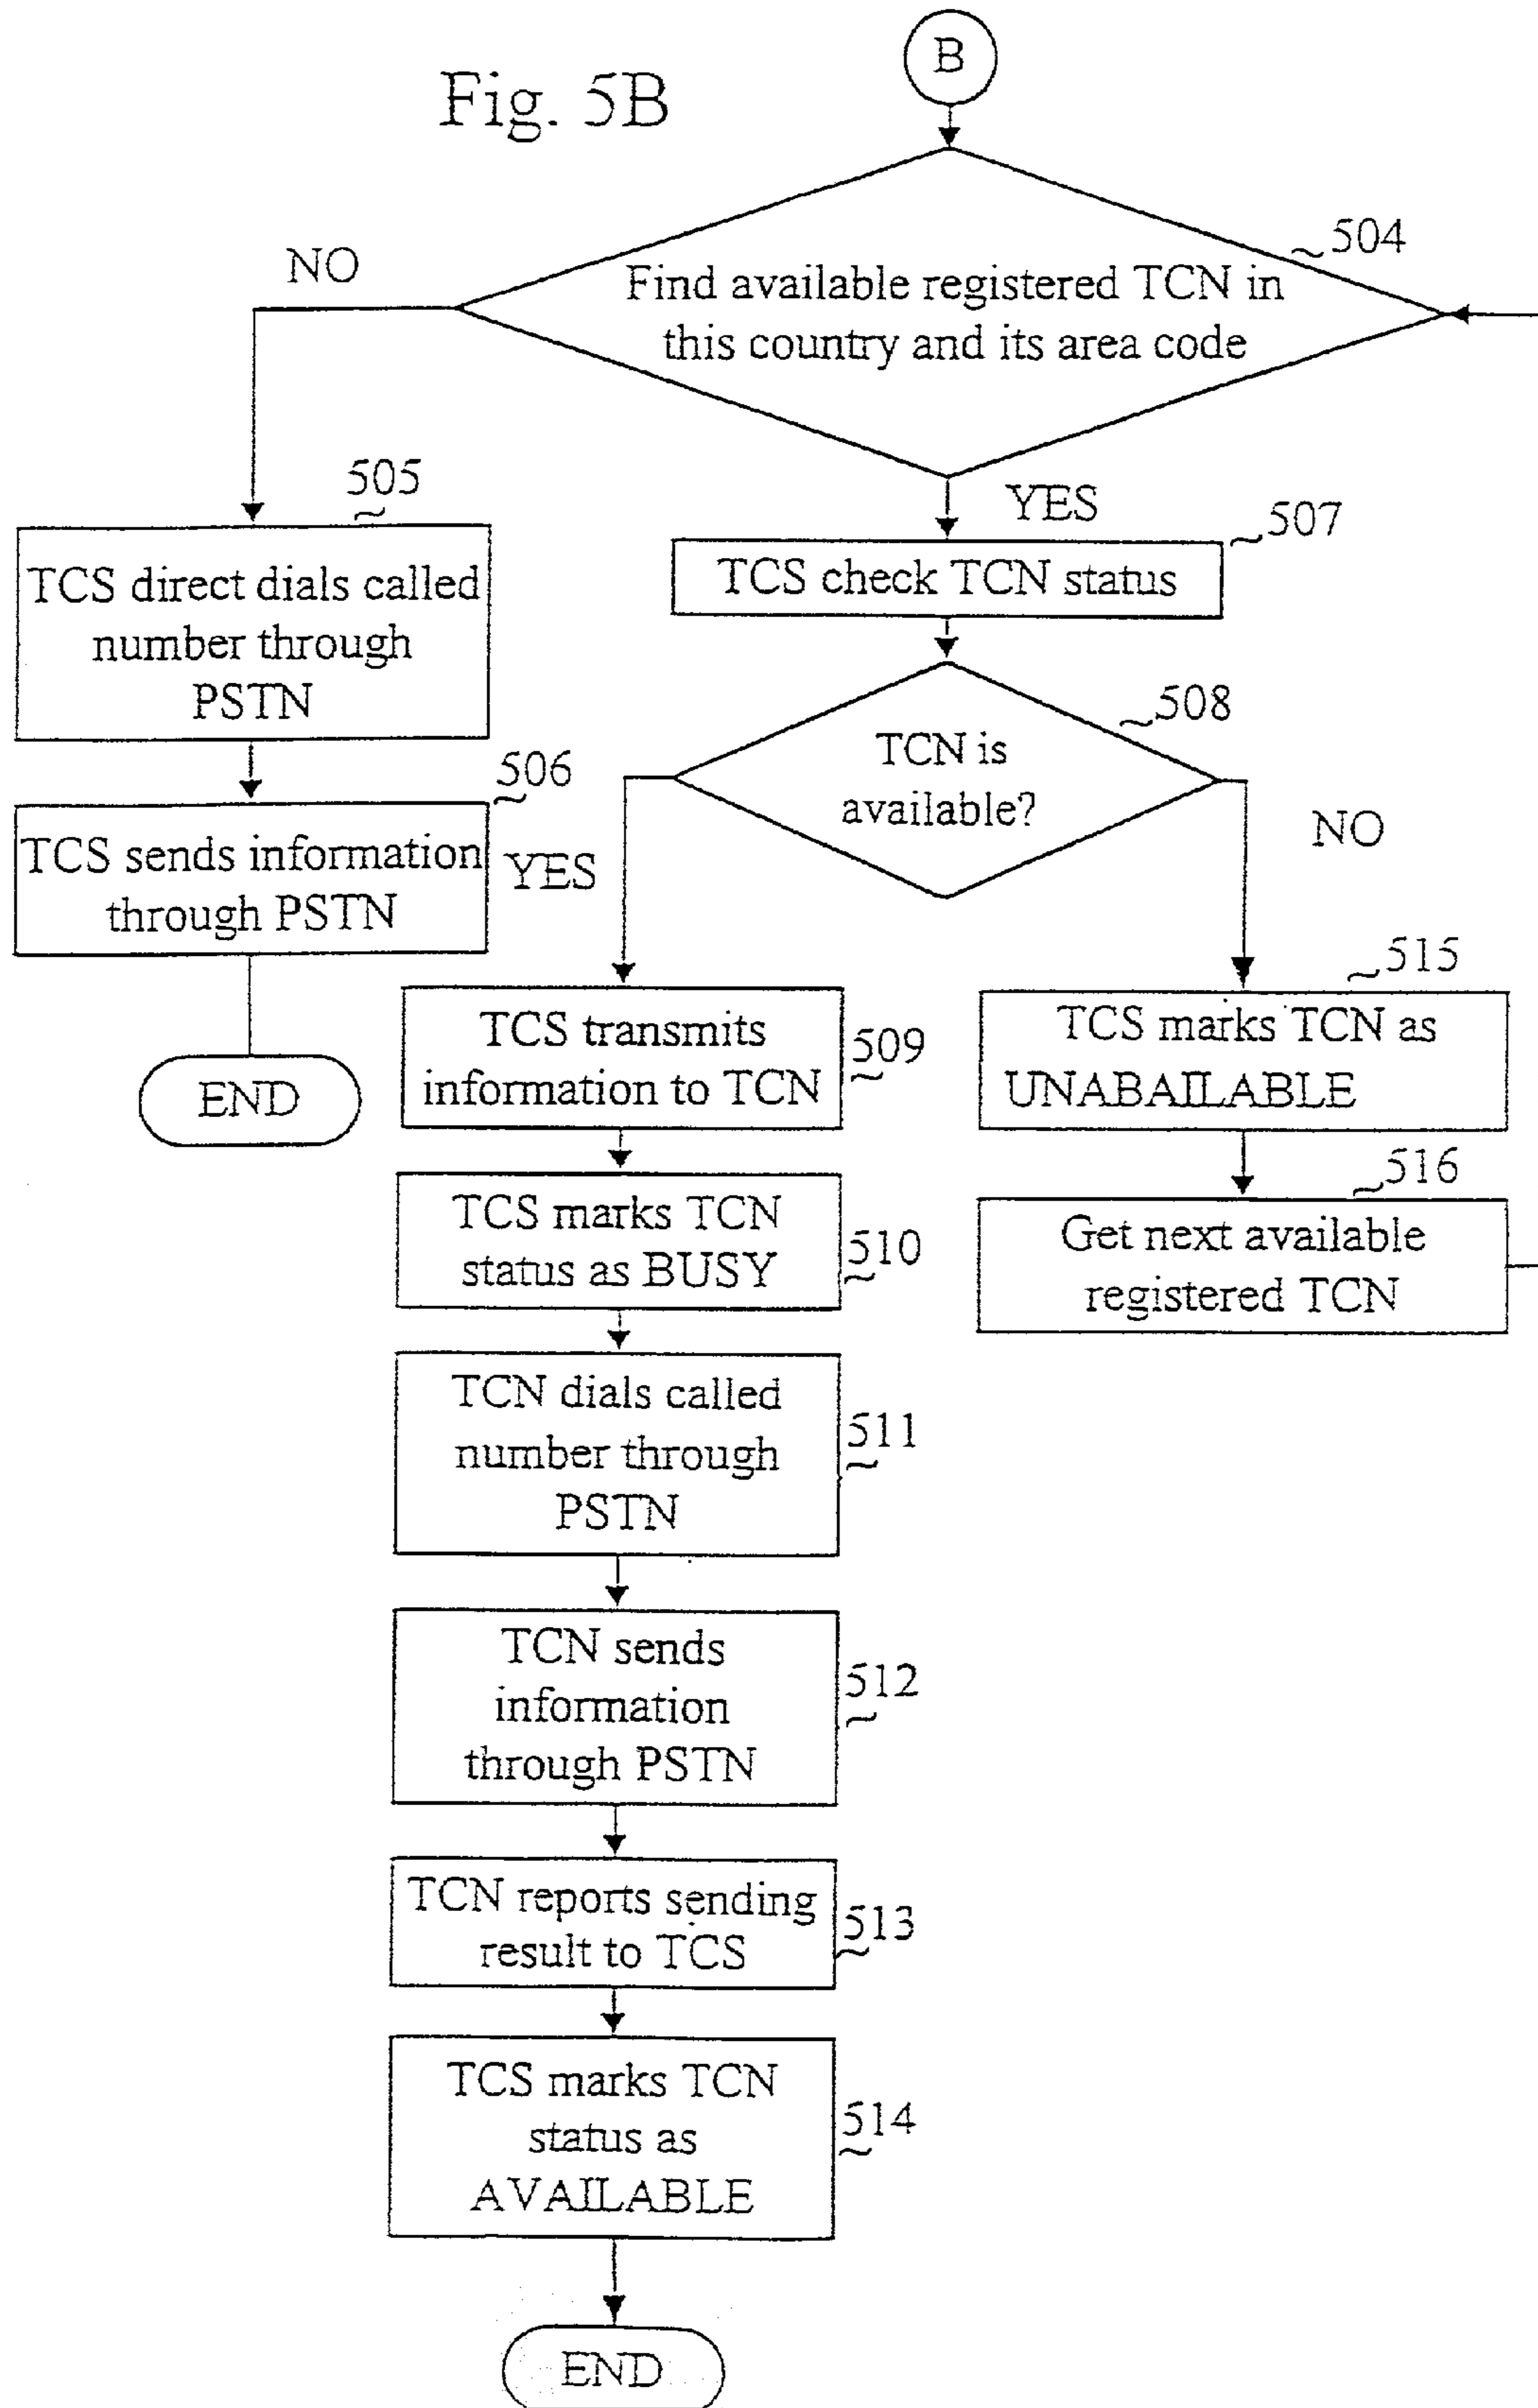 B
Fig. 5B
504
NO
Find available registered TCN in
this country and its area code
505
YES
507
TCS direct dials called
number through
PSTN
TCS check TCN status
508
506
TCN is
available?
TCS sends information
through PSTN
YES
NO
515
END
TCS transmits
information to TCN
509
TCS marks TCN as
UNABAILABLE
516
TCS marks TCN
status as BUSY
510
Get next available
registered TCN
TCN dials called
number through
PSTN
511
TCN sends
information
through PSTN
512
TCN reports sending
result to TCS
513
TCS marks TCN
status as
AVAILABLE
514
END